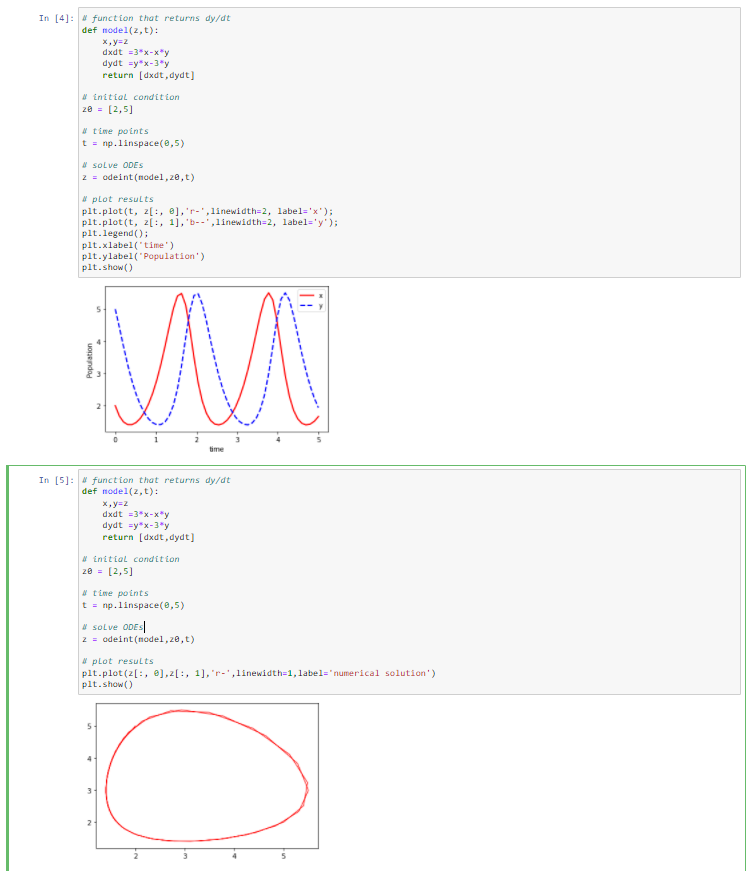 In [4]: # function that returns dy/dt
def model(z,t):
    x,y=z
    dxdt =3*x-x*y
    dydt =y*x-3*y
    return [dxdt,dydt]
# initial condition
z0 = [2,5]
# time points
t = np.linspace(0,5)
# solve ODEs
z = odeint(model,z0,t)
# plot results
plt.plot(t, z[:, 0],'r-',linewidth=2, label='x');
plt.plot(t, z[:, 1],'b--',linewidth=2, label='y');
plt.legend();
plt.xlabel('time')
plt.ylabel('Population')
plt.show()
x
y
5
4
3
2
Population
0 1 2 3 4 5
time
In [5]: # function that returns dy/dt
def model(z,t):
    x,y=z
    dxdt =3*x-x*y
    dydt =y*x-3*y
    return [dxdt,dydt]
# initial condition
z0 = [2,5]
# time points
t = np.linspace(0,5)
# solve ODEs
z = odeint(model,z0,t)
# plot results
plt.plot(z[:, 0],z[:, 1],'r-',linewidth=1,label='numerical solution')
plt.show()
5
4
3
2
2 3 4 5